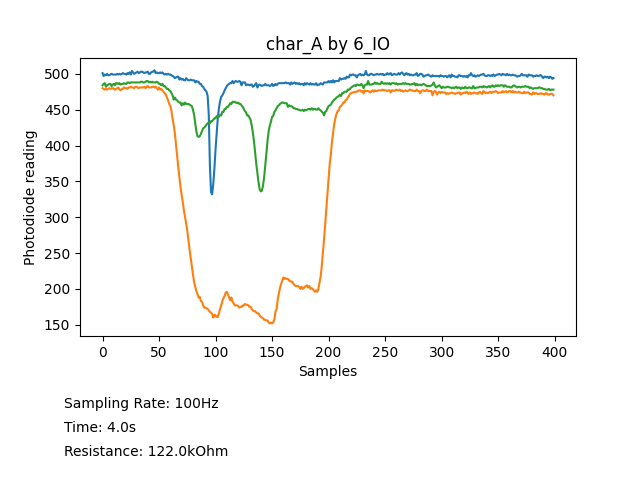 char_A by 6_IO
500
450
400
350
300
250
200
150
Photodiode reading
0 50 100 150 200 250 300 350 400
Samples
Sampling Rate: 100Hz
Time: 4.0s
Resistance: 122.0kOhm